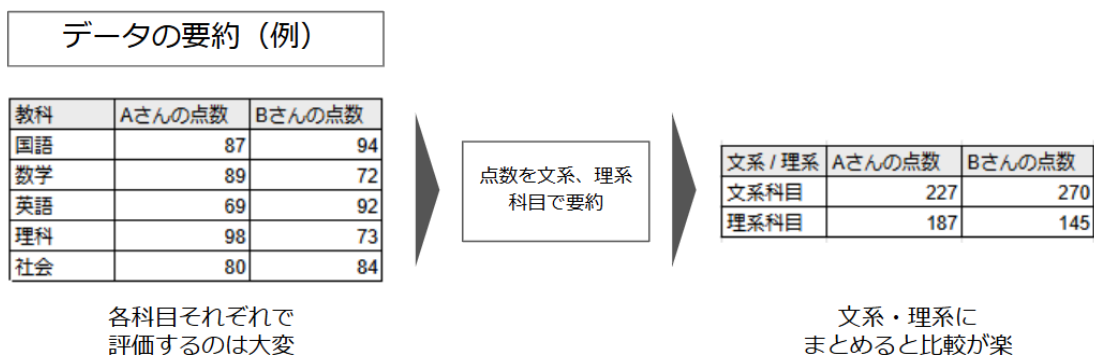 データの要約（例）
教科 Aさんの点数 Bさんの点数
国語 87 94
数学 89 72
英語 69 92
理科 98 73
社会 80 84
各科目それぞれで
評価するのは大変
点数を文系、理系
科目で要約
文系 / 理系 Aさんの点数 Bさんの点数
文系科目 227 270
理系科目 187 145
文系・理系に
まとめると比較が楽